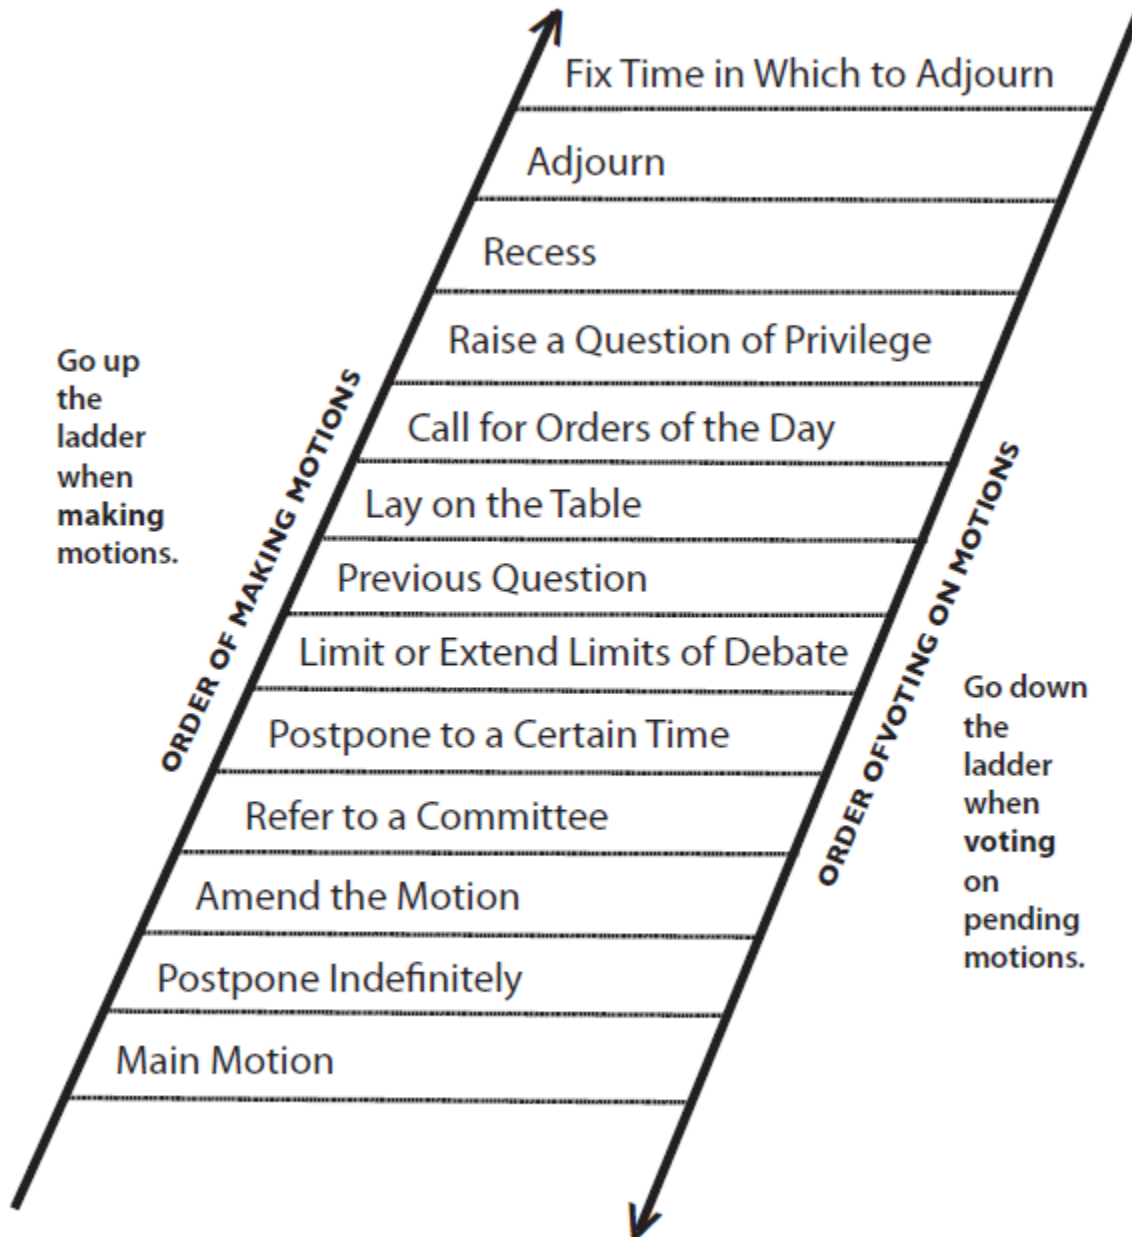 Fix Time in Which to Adjourn
Adjourn
Recess
Raise a Question of Privilege
Call for Orders of the Day
Lay on the Table
Previous Question
Limit or Extend Limits of Debate
Postpone to a Certain Time
Refer to a Committee
Amend the Motion
Postpone Indefinitely
Main Motion
Go up
the
ladder
when
making
motions.
ORDER OF MAKING MOTIONS
ORDER OFVOTING ON MOTIONS
Go down
the
ladder
when
voting
on
pending
motions.